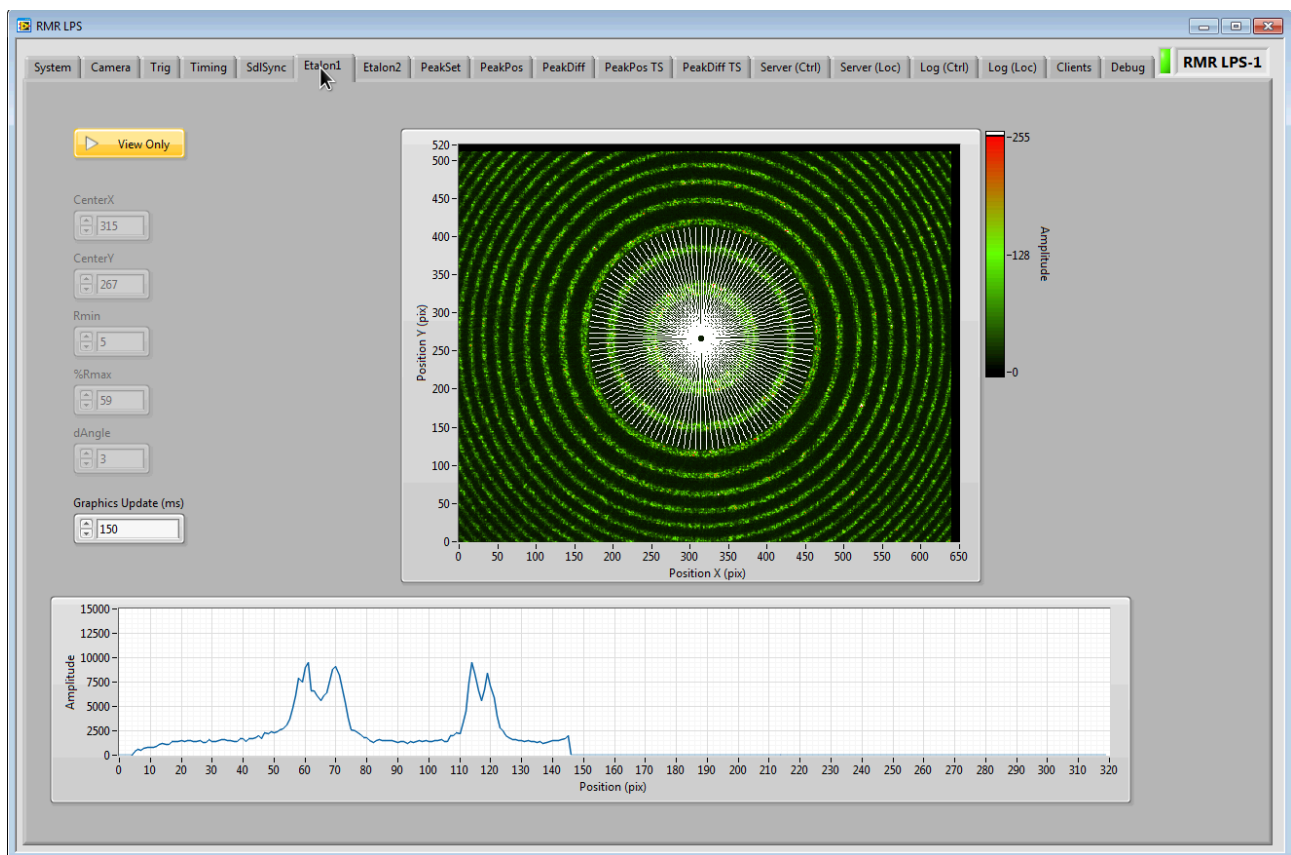 RMR LPS
System Camera Trig Timing SdlSync Etalon1 Etalon2 PeakSet PeakPos PeakDiff PeakPos TS PeakDiff TS Server (Ctrl) Server (Loc) Log (Ctrl) Log (Loc) Clients Debug RMR LPS-1
View Only
CenterX
315
CenterY
267
Rmin
5
%Rmax
59
dAngle
3
Graphics Update (ms)
150
Position Y (pix)
520
500
450
400
350
300
250
200
150
100
50
0
0 50 100 150 200 250 300 350 400 450 500 550 600 650
Position X (pix)
255
128
0
Amplitude
Amplitude
15000
12500
10000
7500
5000
2500
0
0 10 20 30 40 50 60 70 80 90 100 110 120 130 140 150 160 170 180 190 200 210 220 230 240 250 260 270 280 290 300 310 320
Position (pix)